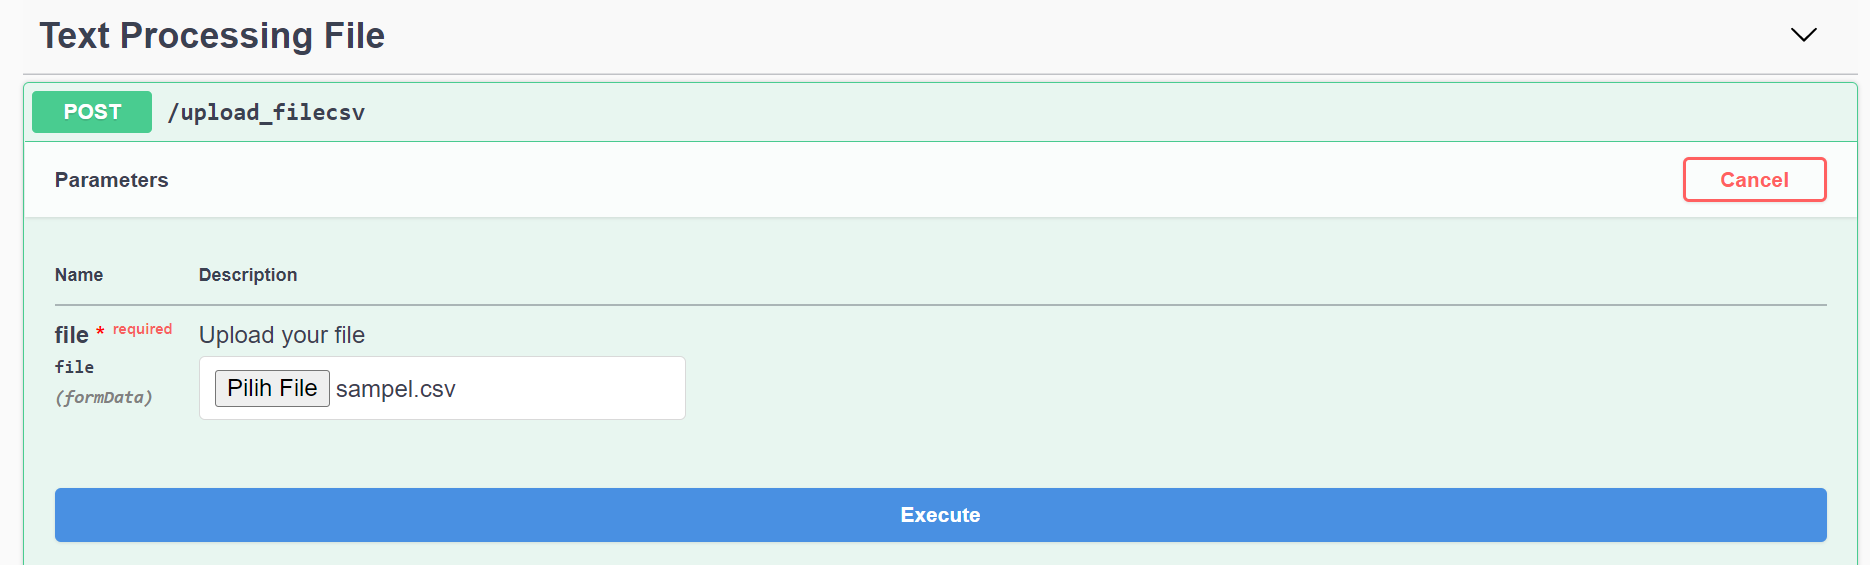 Text Processing File
POST /upload_filecsv
Parameters
Cancel
Name Description
file * required
Upload your file
file
(formData)
Pilih File sampel.csv
Execute